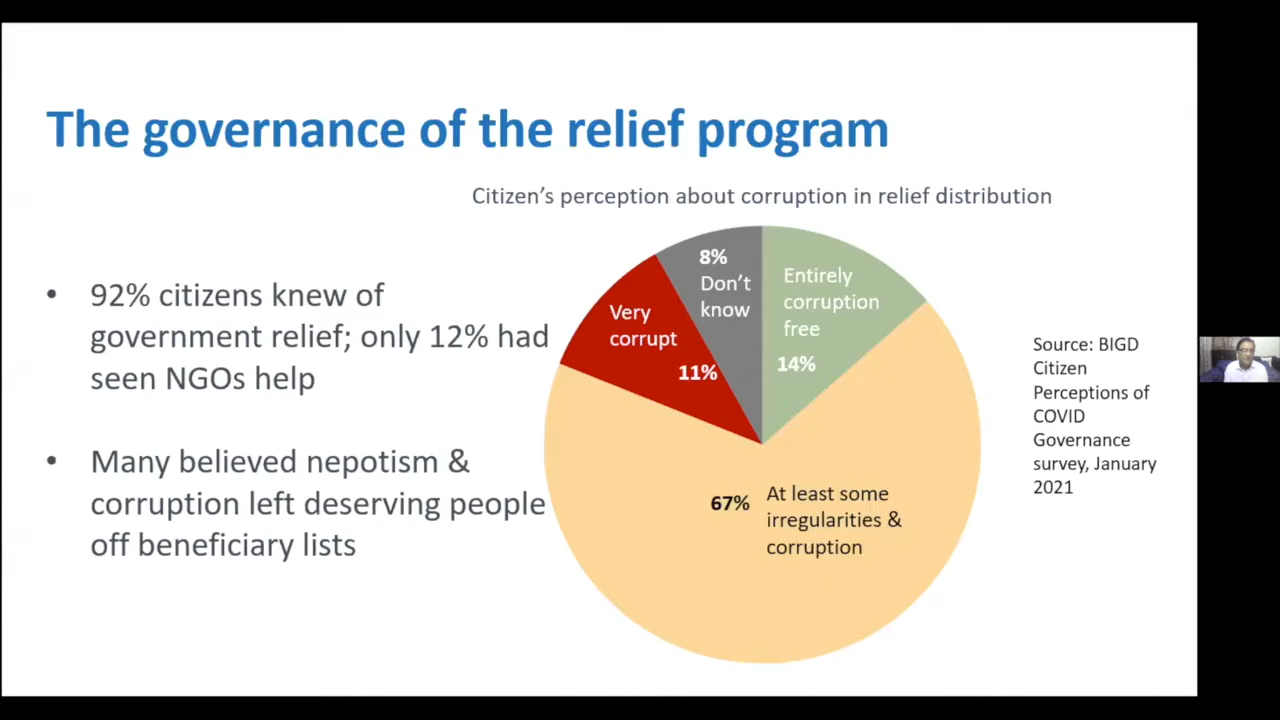 The governance of the relief program
Citizen's perception about corruption in relief distribution
• 92% citizens knew of
government relief; only 12% had
seen NGOs help
• Many believed nepotism &
corruption left deserving people
off beneficiary lists
8%
Don't
know
Entirely
corruption
free
14%
Very
corrupt
11%
67%
At least some
irregularities &
corruption
Source: BIGD
Citizen
Perceptions of
COVID
Governance
survey, January
2021